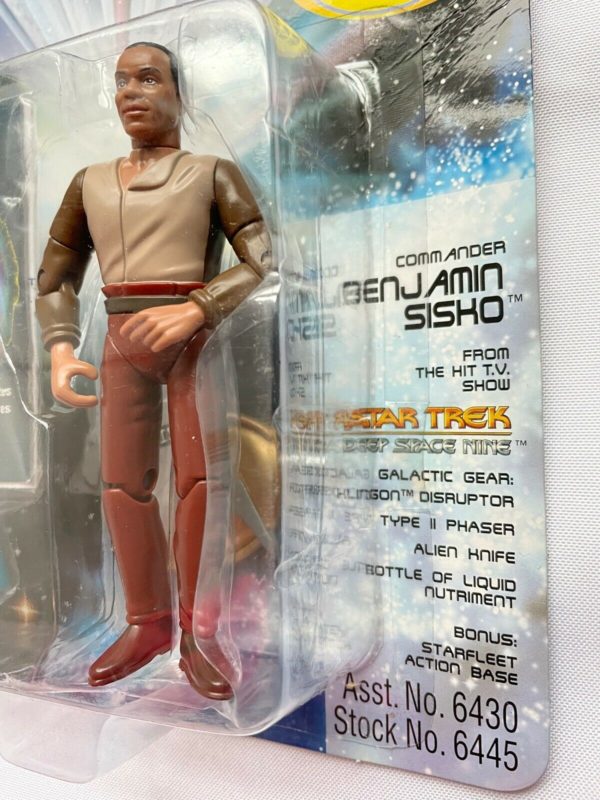 COMMANDER
BENJAMIN
SISKO™
FROM
THE HIT T.V.
SHOW
STAR TREK
DEEP SPACE NINE™
GALACTIC GEAR:
KLINGON™ DISRUPTOR
TYPE II PHASER
ALIEN KNIFE
BOTTLE OF LIQUID
NUTRIMENT
BONUS:
STARFLEET
ACTION BASE
Asst. No. 6430
Stock No. 6445